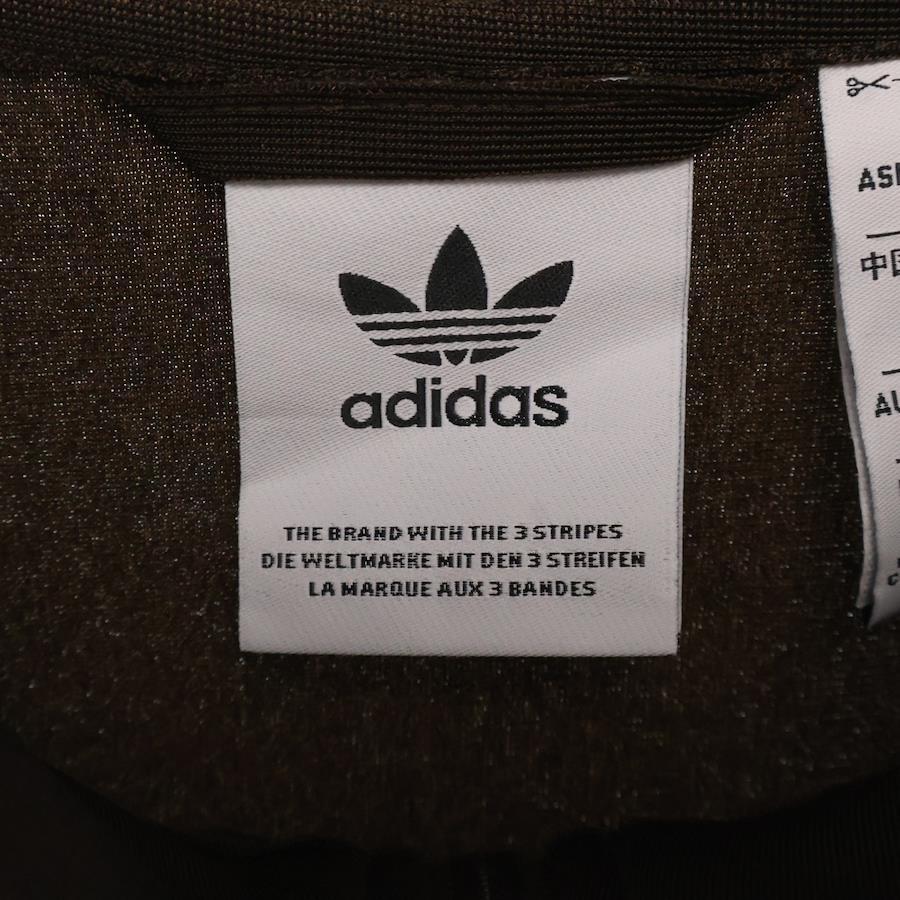 adidas
THE BRAND WITH THE 3 STRIPES
DIE WELTMARKE MIT DEN 3 STREIFEN
LA MARQUE AUX 3 BANDES
中国